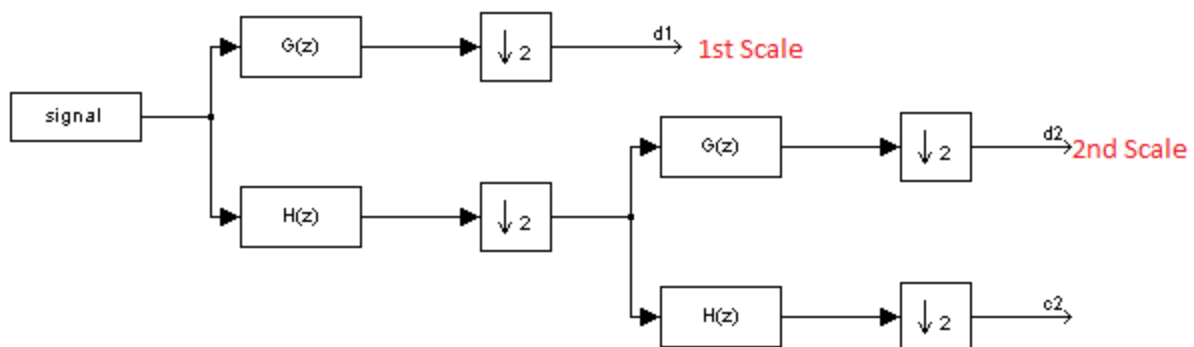 G(z)
↓ 2
d1
1st Scale
signal
G(z)
↓ 2
d2
2nd Scale
H(z)
↓ 2
H(z)
↓ 2
c2